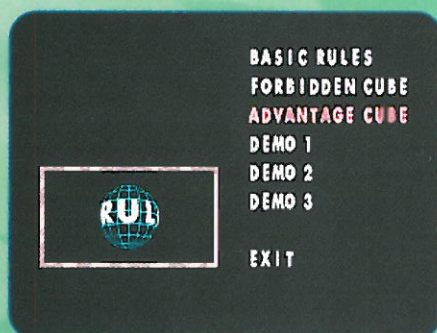 BASIC RULES
FORBIDDEN CUBE
ADVANTAGE CUBE
DEMO 1
DEMO 2
DEMO 3
RUL
EXIT